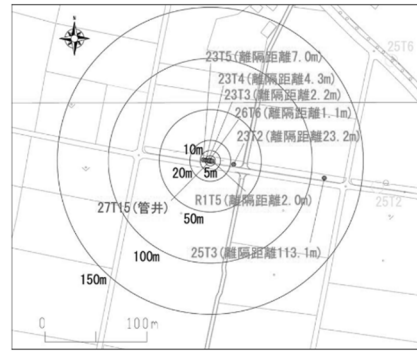 23T5(離隔距離7.0m)
25T6
23T4(離隔距離4.3m)
23T3(離隔距離2.2m)
26T6(離隔距離1.1m)
23T2(離隔距離23.2m)
10m
20m
5m
27T15(管井)
R1T5(離隔距離2.0m)
25T2
50m
25T3(離隔距離113.1m)
100m
150m
0
100m